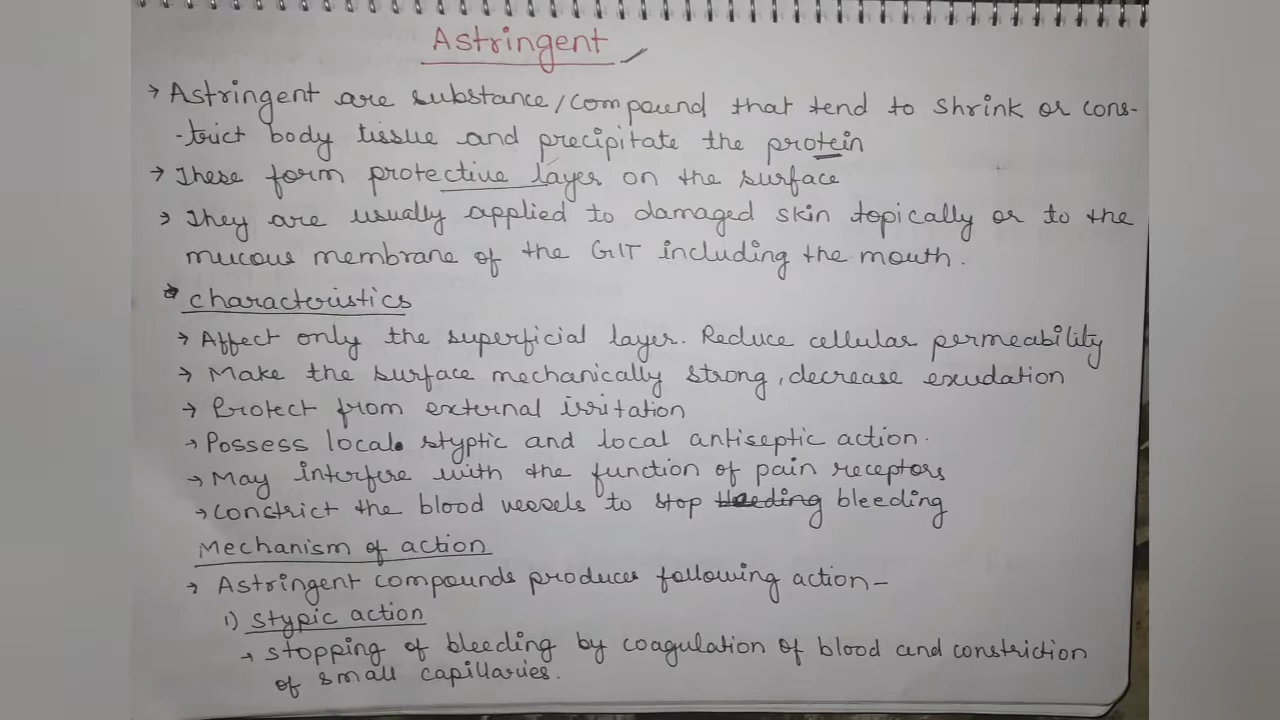 Astringent
→ Astringent are substance/compound that tend to shrink or cons-
-trict body tissue and precipitate the protein
→ These form protective layer on the surface
→ They are usually applied to damaged skin topically or to the
mucous membrane of the GIT including the mouth.
* characteristics
→ Affect only the superficial layer. Reduce cellular permeability
→ Make the surface mechanically strong, decrease exudation
→ Protect from external irritation
→ Possess local styptic and local antiseptic action.
→ May interfere with the function of pain receptors
→ Constrict the blood vessels to stop bleeding
Mechanism of action
→ Astringent compounds produces following action -
1) stypic action
→ stopping of bleeding by coagulation of blood and constriction
of small capillaries.